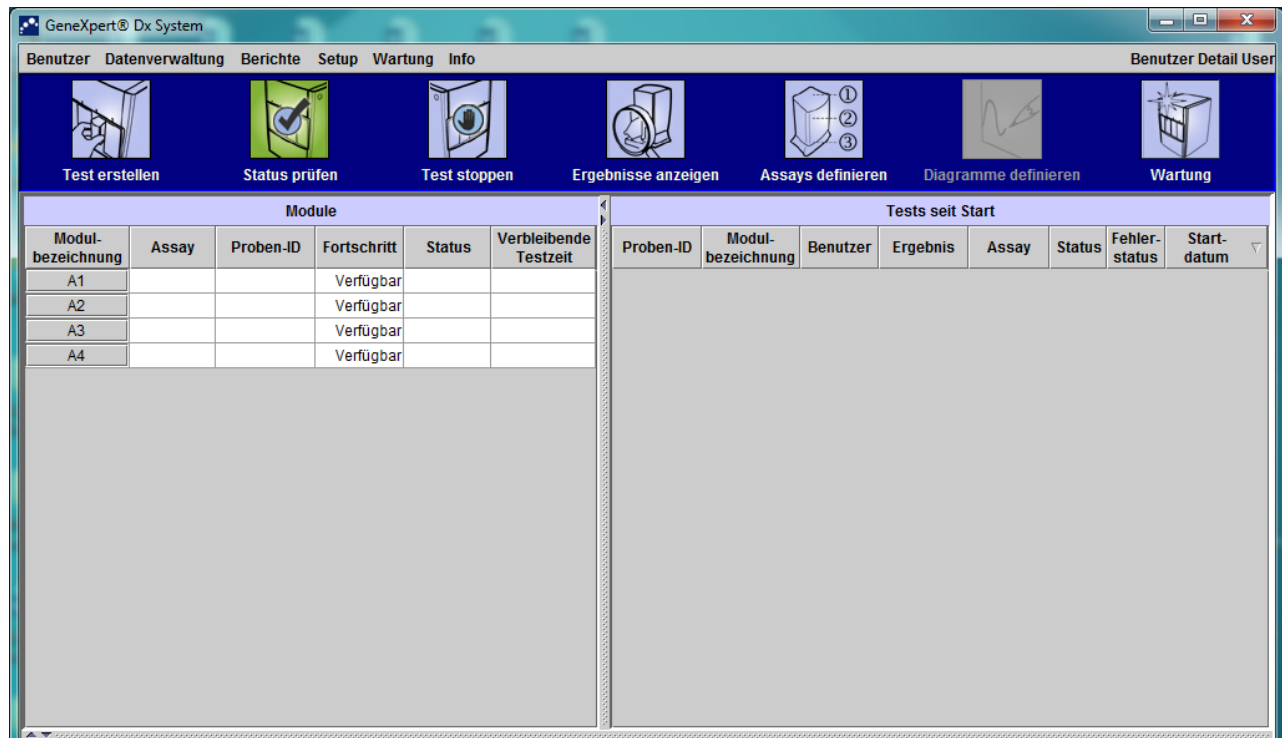 GeneXpert® Dx System
Benutzer Datenverwaltung Berichte Setup Wartung Info Benutzer Detail User
① ② ③
Test erstellen Status prüfen Test stoppen Ergebnisse anzeigen Assays definieren Diagramme definieren Wartung
Module
Modul-
bezeichnung Assay Proben-ID Fortschritt Status Verbleibende
Testzeit
A1 Verfügbar
A2 Verfügbar
A3 Verfügbar
A4 Verfügbar
Tests seit Start
Proben-ID Modul-
bezeichnung Benutzer Ergebnis Assay Status Fehler-
status Start-
datum